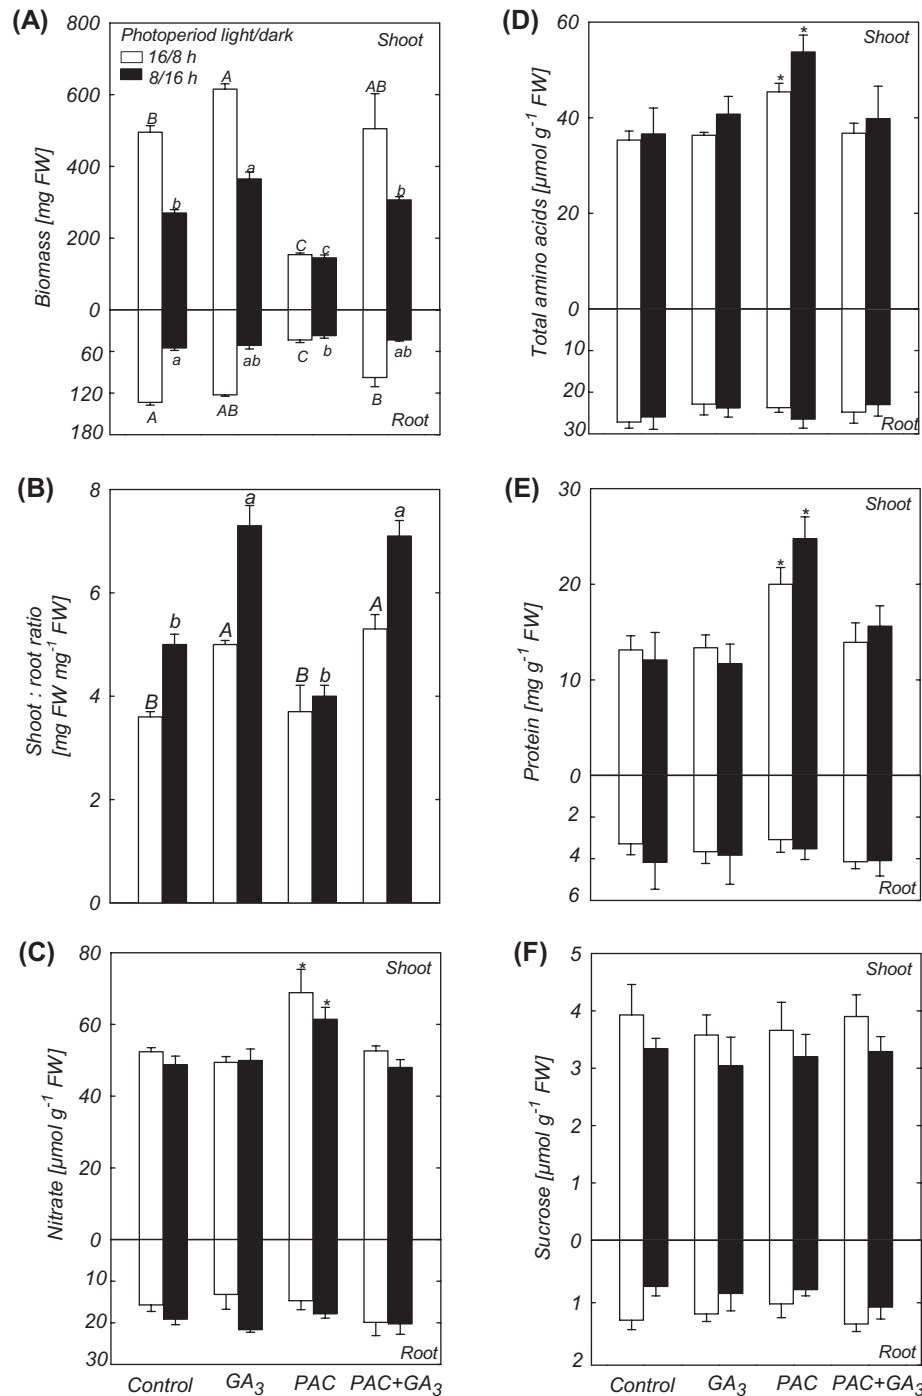 (A)
Photoperiod light/dark
16/8 h
8/16 h
Shoot
800
600
400
200
0
60
120
180
Biomass [mg FW]
B
A
AB
b
a
b
C
c
a
ab
C
b
ab
A
AB
B
Root
(B)
8
6
4
2
0
Shoot : root ratio
[mg FW mg-1 FW]
B
b
A
a
B
b
A
a
(C)
Shoot
80
60
40
20
0
10
20
30
Nitrate [µmol g-1 FW]
*
*
Root
Control
GA3
PAC
PAC+GA3
(D)
Shoot
60
40
20
0
10
20
30
Total amino acids [µmol g-1 FW]
*
*
Root
(E)
Shoot
30
20
10
0
2
4
6
Protein [mg g-1 FW]
*
*
Root
(F)
Shoot
5
4
3
2
1
0
1
2
Sucrose [µmol g-1 FW]
Root
Control
GA3
PAC
PAC+GA3